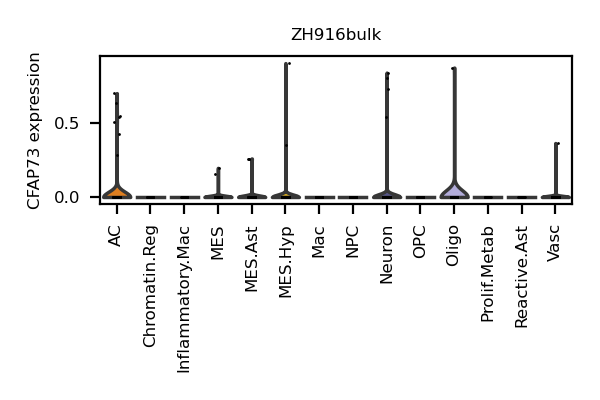 ZH916bulk
CFAP73 expression
0.5
0.0
AC
Chromatin.Reg
Inflammatory.Mac
MES
MES.Ast
MES.Hyp
Mac
NPC
Neuron
OPC
Oligo
Prolif.Metab
Reactive.Ast
Vasc